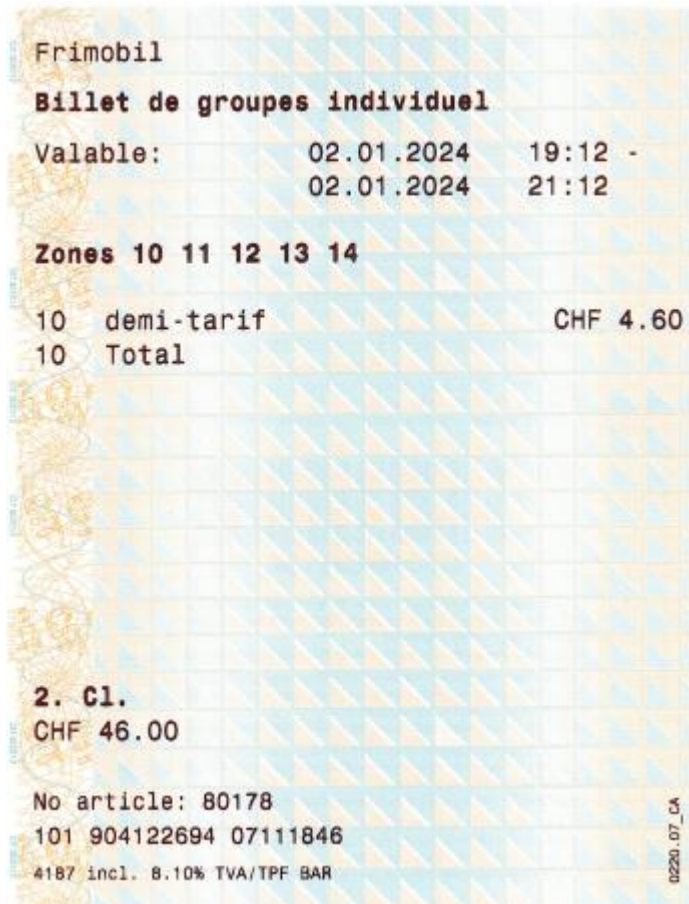 Frimobil
Billet de groupes individuel
Valable: 02.01.2024 19:12 -
02.01.2024 21:12
Zones 10 11 12 13 14
10 demi-tarif CHF 4.60
10 Total
2. Cl.
CHF 46.00
No article: 80178
101 904122694 07111846
4187 incl. 8.10% TVA/TPF BAR
0220.07_CA